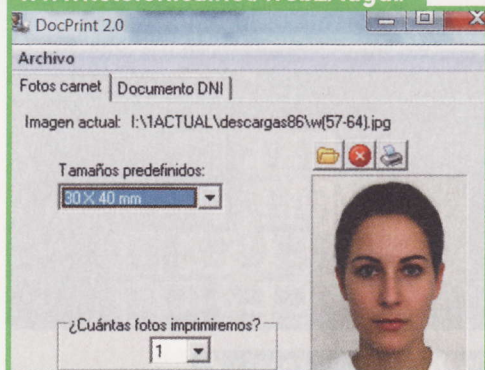 DocPrint 2.0
Archivo
Fotos carnet
Documento DNI
Imagen actual: I:\1ACTUAL\descargas86\w(57-64).jpg
Tamaños predefinidos:
30 X 40 mm
¿Cuántas fotos imprimiremos?
1